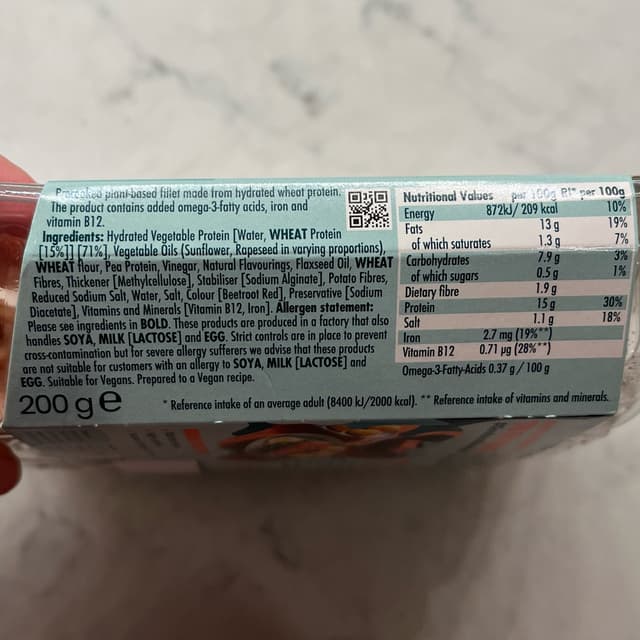 Precooked plant-based fillet made from hydrated wheat protein.
The product contains added omega-3-fatty acids, iron and
vitamin B12.
Ingredients: Hydrated Vegetable Protein [Water, WHEAT Protein
[15%]] [71%], Vegetable Oils (Sunflower, Rapeseed in varying proportions),
WHEAT flour, Pea Protein, Vinegar, Natural Flavourings, Flaxseed Oil, WHEAT
Fibres, Thickener [Methylcellulose], Stabiliser [Sodium Alginate], Potato Fibres,
Reduced Sodium Salt, Water, Salt, Colour [Beetroot Red], Preservative [Sodium
Diacetate], Vitamins and Minerals [Vitamin B12, Iron]. Allergen statement:
Please see ingredients in BOLD. These products are produced in a factory that also
handles SOYA, MILK [LACTOSE] and EGG. Strict controls are in place to prevent
cross-contamination but for severe allergy sufferers we advise that these products
are not suitable for customers with an allergy to SOYA, MILK [LACTOSE] and
EGG. Suitable for Vegans. Prepared to a Vegan recipe.
200 g e
Nutritional Values per 100g RI* per 100g
Energy 872kJ/ 209 kcal 10%
Fats 13 g 19%
of which saturates 1.3 g 7%
Carbohydrates 7.9 g 3%
of which sugars 0.5 g 1%
Dietary fibre 1.9 g
Protein 15 g 30%
Salt 1.1 g 18%
Iron 2.7 mg (19%**)
Vitamin B12 0.71 µg (28%**)
Omega-3-Fatty-Acids 0.37 g / 100 g
* Reference intake of an average adult (8400 kJ/2000 kcal). ** Reference intake of vitamins and minerals.